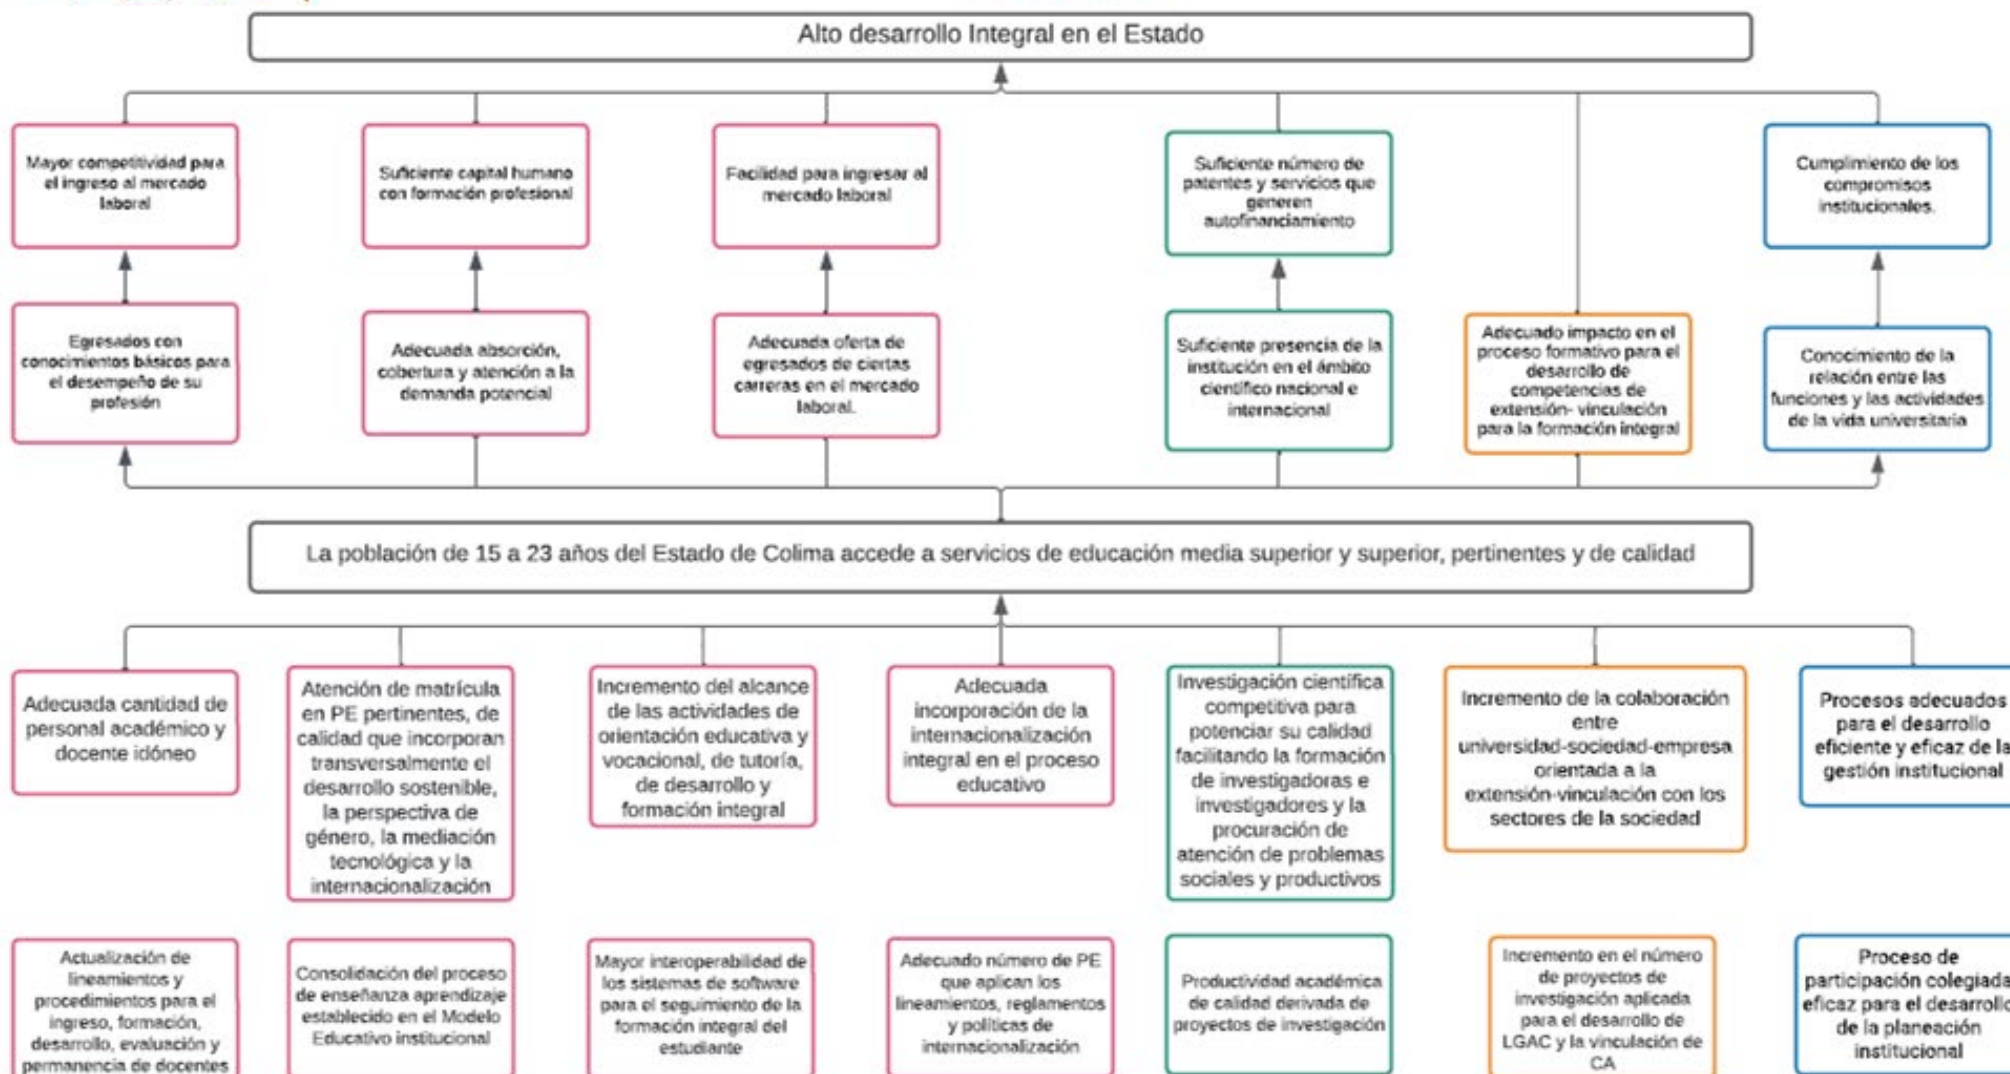 Alto desarrollo Integral en el Estado
Mayor competitividad para
el ingreso al mercado
laboral
Suficiente capital humano
con formación profesional
Facilidad para ingresar al
mercado laboral
Suficiente número de
patentes y servicios que
generen
autofinanciamiento
Cumplimiento de los
compromisos
institucionales.
Egresados con
conocimientos básicos para
el desempeño de su
profesión
Adecuada absorción,
cobertura y atención a la
demanda potencial
Adecuada oferta de
egresados de ciertas
carreras en el mercado
laboral.
Suficiente presencia de la
institución en el ámbito
científico nacional e
internacional
Adecuado impacto en el
proceso formativo para el
desarrollo de
competencias de
extensión- vinculación
para la formación integral
Conocimiento de la
relación entre las
funciones y las actividades
de la vida universitaria
La población de 15 a 23 años del Estado de Colima accede a servicios de educación media superior y superior, pertinentes y de calidad
Adecuada cantidad de
personal académico y
docente idóneo
Atención de matrícula
en PE pertinentes, de
calidad que incorporan
transversalmente el
desarrollo sostenible,
la perspectiva de
género, la mediación
tecnológica y la
internacionalización
Incremento del alcance
de las actividades de
orientación educativa y
vocacional, de tutoría,
de desarrollo y
formación integral
Adecuada
incorporación de la
internacionalización
integral en el proceso
educativo
Investigación científica
competitiva para
potenciar su calidad
facilitando la formación
de investigadoras e
investigadores y la
procuración de
atención de problemas
sociales y productivos
Incremento de la colaboración
entre
universidad-sociedad-empresa
orientada a la
extensión-vinculación con los
sectores de la sociedad
Procesos adecuados
para el desarrollo
eficiente y eficaz de la
gestión institucional
Actualización de
lineamientos y
procedimientos para el
ingreso, formación,
desarrollo, evaluación y
permanencia de docentes
Consolidación del proceso
de enseñanza aprendizaje
establecido en el Modelo
Educativo institucional
Mayor interoperabilidad de
los sistemas de software
para el seguimiento de la
formación integral del
estudiante
Adecuado número de PE
que aplican los
lineamientos, reglamentos
y políticas de
internacionalización
Productividad académica
de calidad derivada de
proyectos de investigación
Incremento en el número
de proyectos de
investigación aplicada
para el desarrollo de
LGAC y la vinculación de
CA
Proceso de
participación colegiada
eficaz para el desarrollo
de la planeación
institucional